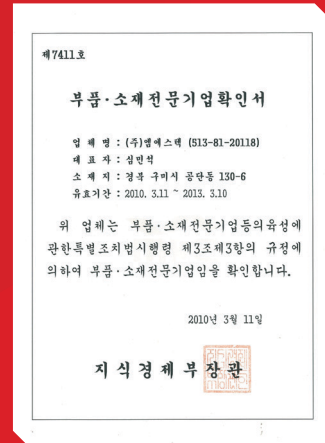 제7411호
부품·소재전문기업확인서
업 체 명 : (주)엠에스텍 (513-81-20118)
대 표 자 : 심민석
소 재 지 : 경북 구미시 공단동 130-6
유효기간 : 2010. 3.11 ~ 2013. 3.10
위 업체는 부품·소재전문기업등의육성에
관한특별조치법시행령 제3조제3항의 규정에
의하여 부품·소재전문기업임을 확인합니다.
2010년 3월 11일
지식경제부장관